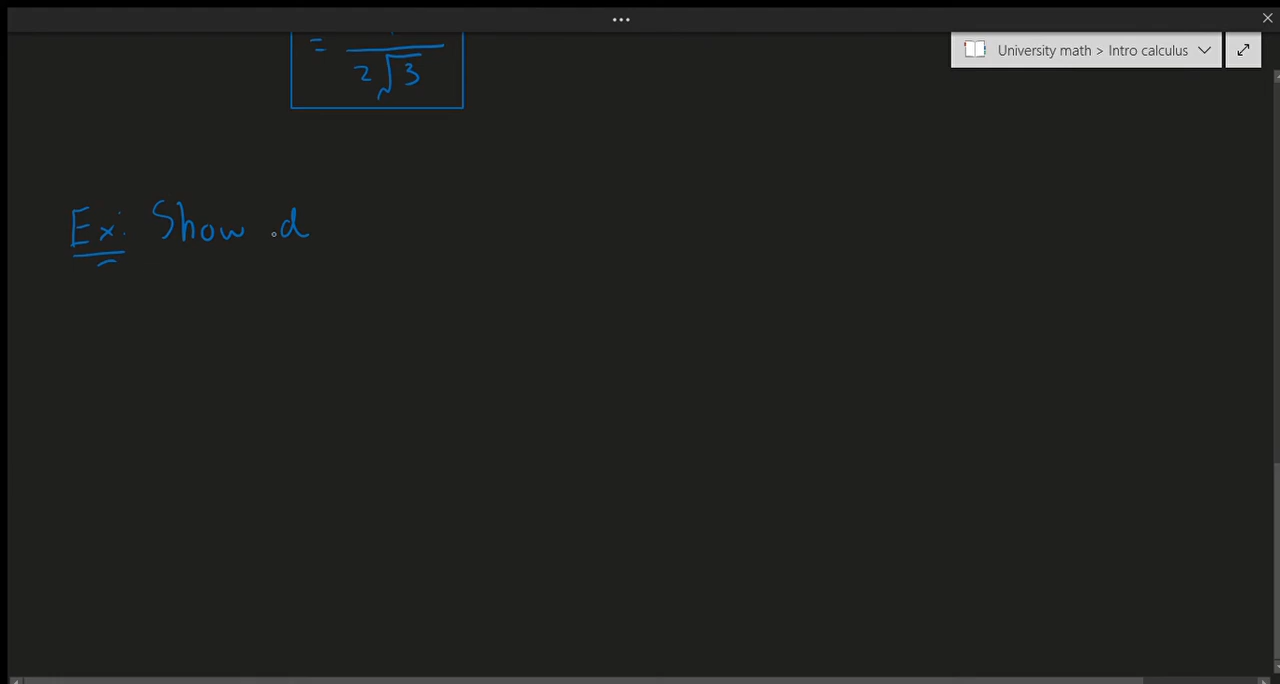 University math > Intro calculus
= 2√3
Ex: Show d